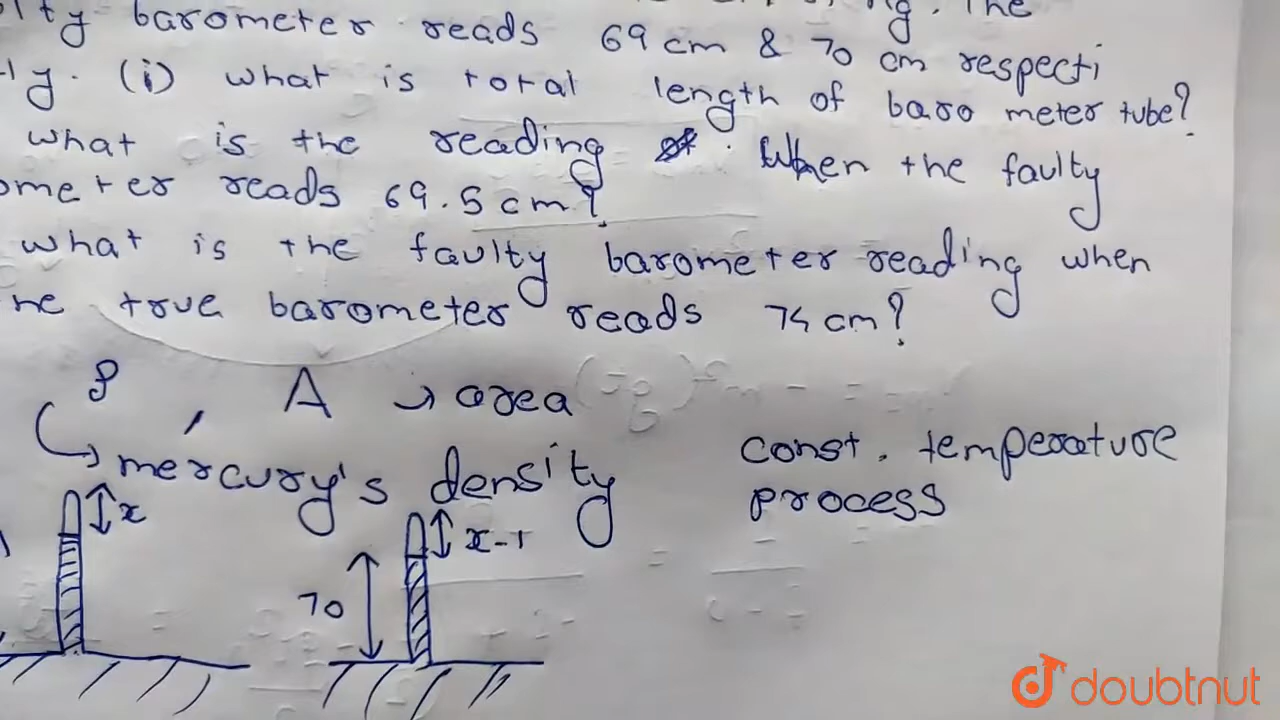 barometer reads 69 cm & 70 cm respecti
y. (i) what is total length of baro meter tube?
what is the reading . When the faulty
ometer reads 69.5 cm?
what is the faulty barometer reading when
he true barometer reads 74 cm?
ρ , A → area
mercury's density
const. temperature
process
x
x-1
70
doubtnut